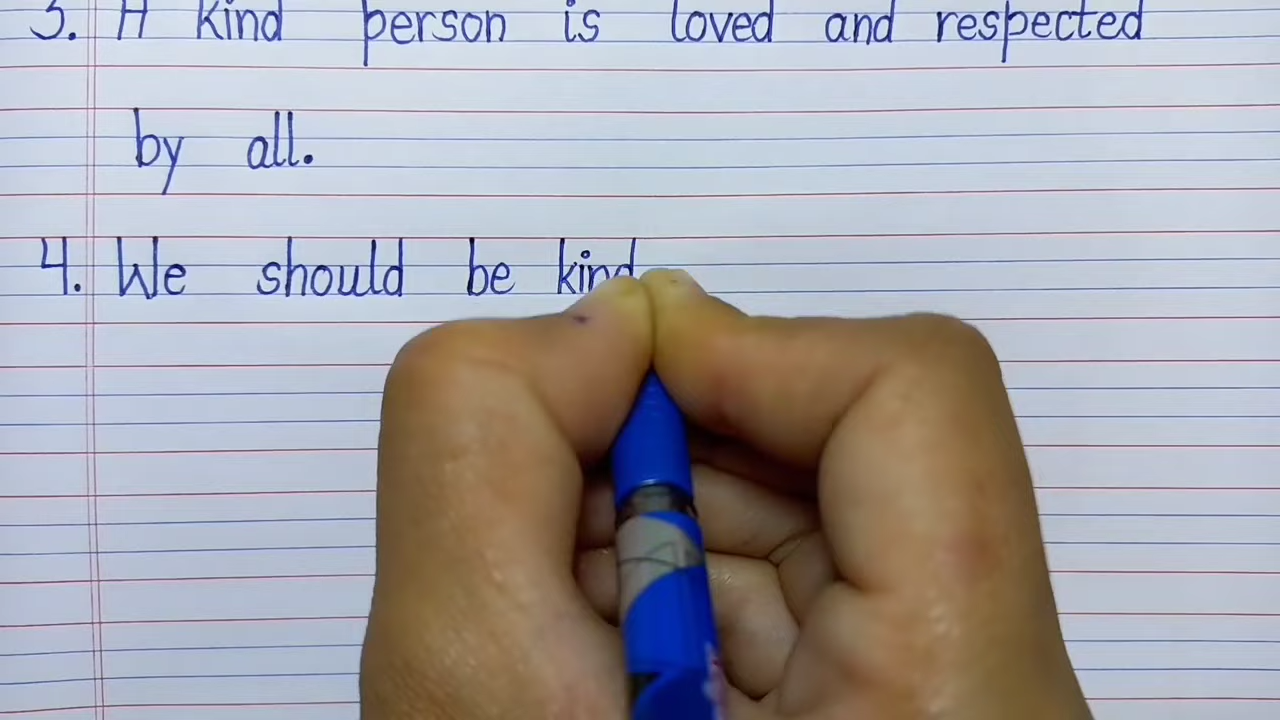 3. A kind person is loved and respected
by all.
4. We should be kind